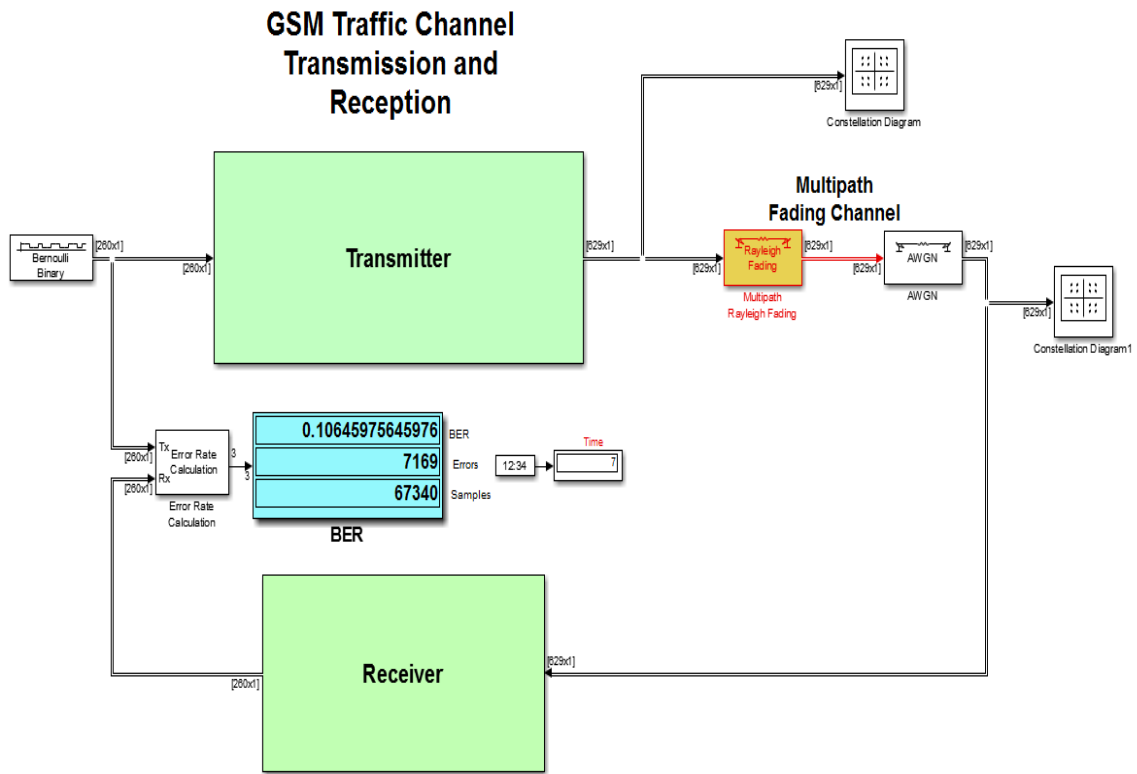 GSM Traffic Channel
Transmission and
Reception
[629x1]
Constellation Diagram
Multipath
Fading Channel
Bernoulli
Binary
[260x1]
[260x1]
Transmitter
[629x1]
[629x1]
Rayleigh
Fading
[629x1]
Multipath
Rayleigh Fading
[629x1]
AWGN
[629x1]
AWGN
[629x1]
Constellation Diagram1
Tx
Rx
Error Rate
Calculation
[260x1]
[260x1]
3
3
Error Rate
Calculation
0.10645975645976
BER
7169
Errors
67340
Samples
BER
12:34
Time
7
Receiver
[629x1]
[260x1]